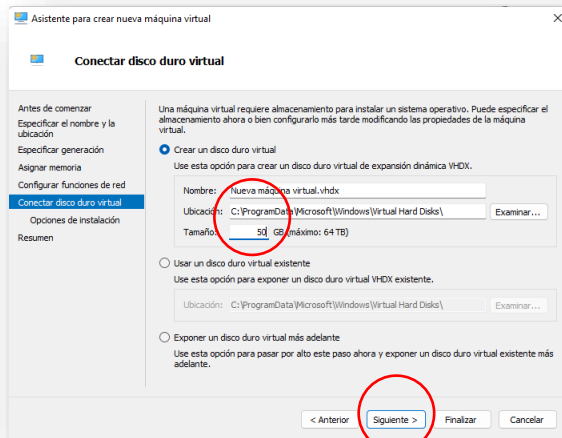 Asistente para crear nueva máquina virtual
Conectar disco duro virtual
Antes de comenzar
Especificar el nombre y la
ubicación
Especificar generación
Asignar memoria
Configurar funciones de red
Conectar disco duro virtual
Opciones de instalación
Resumen
Una máquina virtual requiere almacenamiento para instalar un sistema operativo. Puede especificar el
almacenamiento ahora o bien configurarlo más tarde modificando las propiedades de la máquina
virtual.
Crear un disco duro virtual
Use esta opción para crear un disco duro virtual de expansión dinámica VHDX.
Nombre: Nueva máquina virtual.vhdx
Ubicación: C:\ProgramData\Microsoft\Windows\Virtual Hard Disks\ Examinar...
Tamaño: 50 GB (máximo: 64 TB)
Usar un disco duro virtual existente
Use esta opción para exponer un disco duro virtual VHDX existente.
Ubicación: C:\ProgramData\Microsoft\Windows\Virtual Hard Disks\ Examinar...
Exponer un disco duro virtual más adelante
Use esta opción para pasar por alto este paso ahora y exponer un disco duro virtual existente más
adelante.
< Anterior Siguiente > Finalizar Cancelar